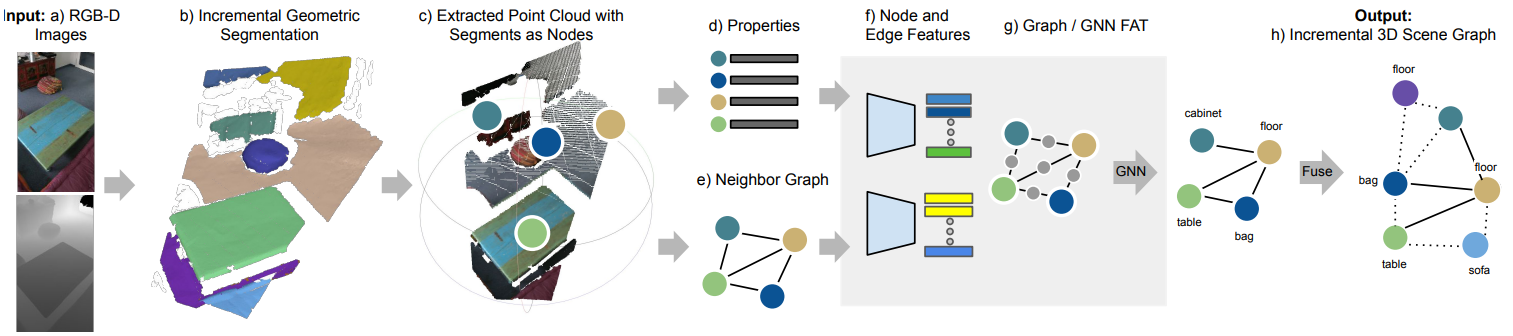 Input: a) RGB-D
Images
b) Incremental Geometric
Segmentation
c) Extracted Point Cloud with
Segments as Nodes
d) Properties
e) Neighbor Graph
f) Node and
Edge Features
g) Graph / GNN FAT
GNN
cabinet
floor
table
bag
Fuse
Output:
h) Incremental 3D Scene Graph
floor
floor
bag
table
sofa